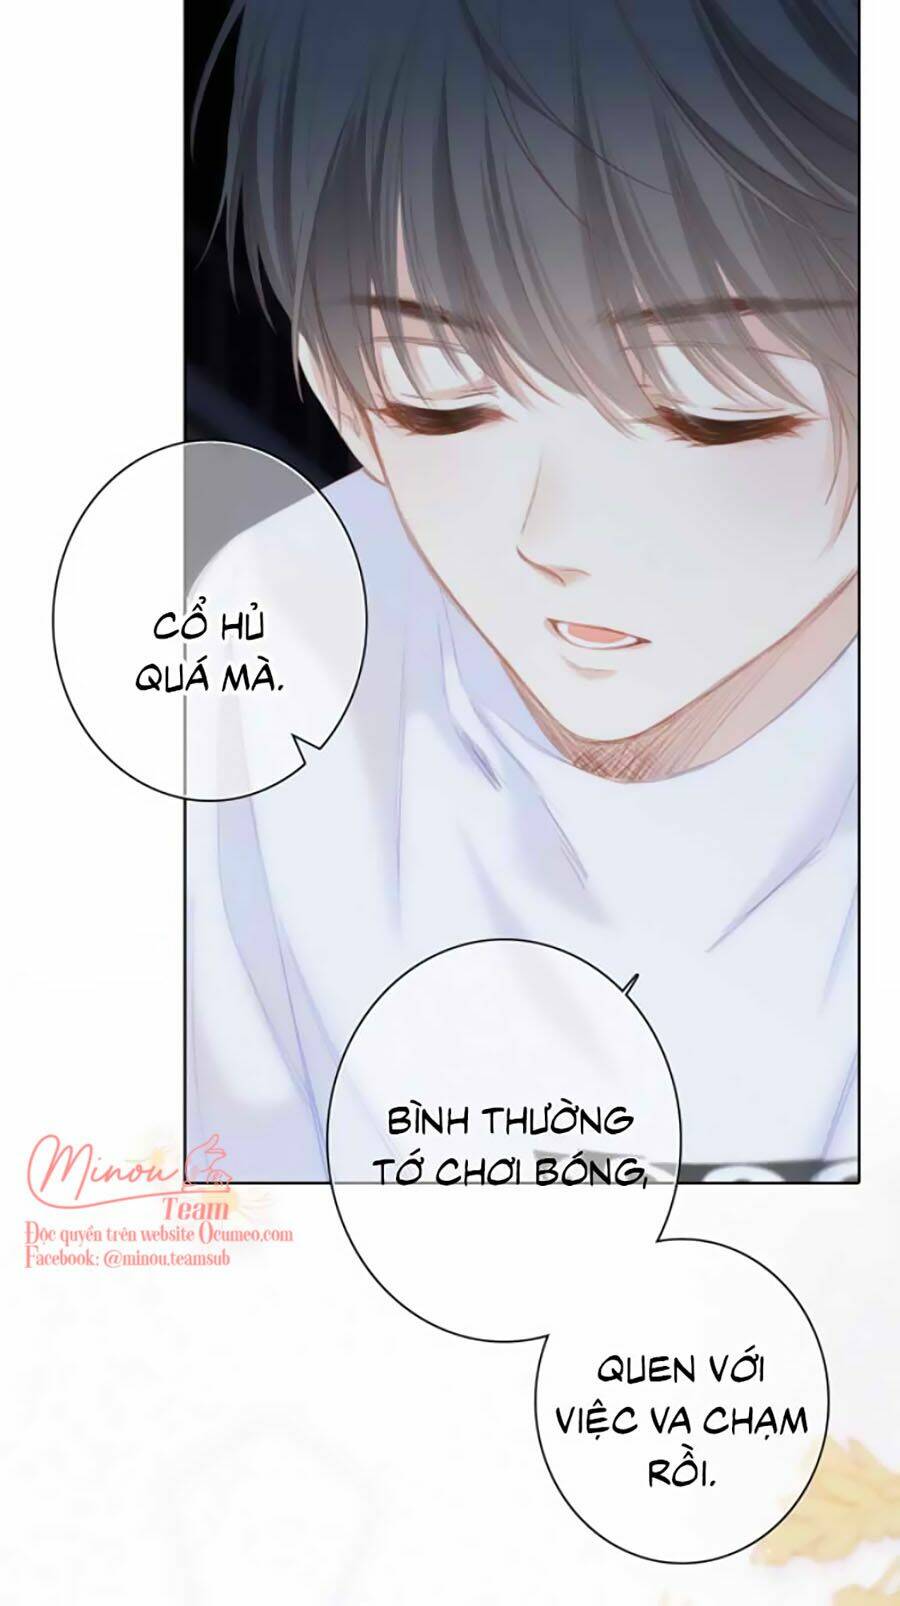 CỔ HỦ
QUÁ MÀ.
BÌNH THƯỜNG
TỚ CHƠI BÓNG,
Minou
Team
Độc quyền trên website Ocumeo.com
Facebook: @minou.teamsub
QUEN VỚI
VIỆC VA CHẠM
RỒI.